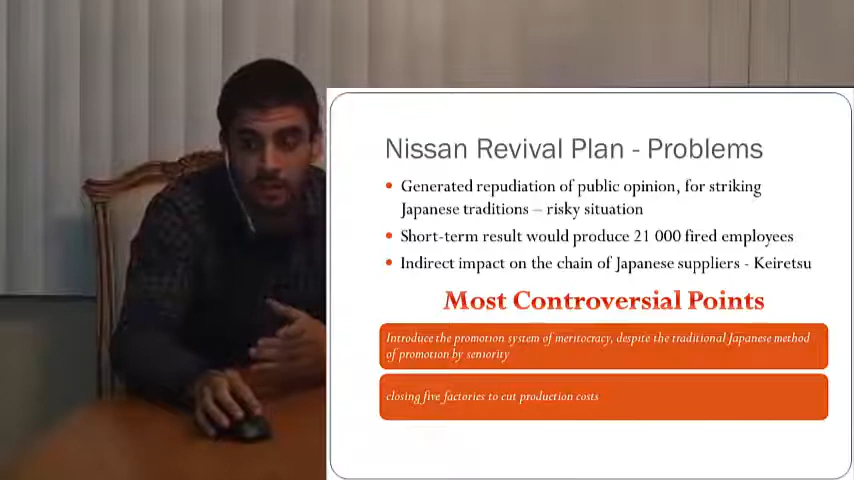 Nissan Revival Plan - Problems
Generated repudiation of public opinion, for striking
Japanese traditions – risky situation
Short-term result would produce 21 000 fired employees
Indirect impact on the chain of Japanese suppliers - Keiretsu
Most Controversial Points
Introduce the promotion system of meritocracy, despite the traditional Japanese method
of promotion by seniority
closing five factories to cut production costs